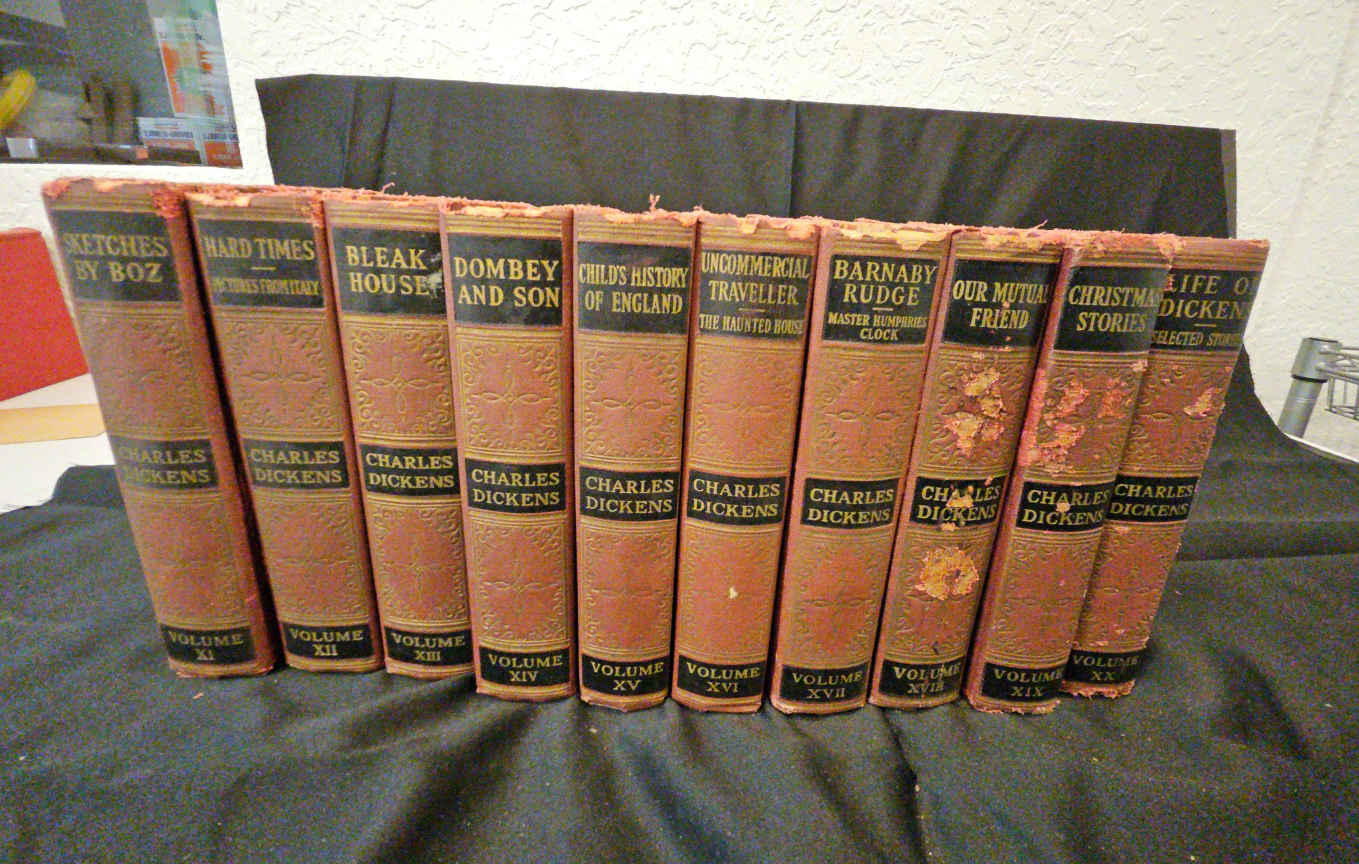 SKETCHES
BY BOZ
CHARLES
DICKENS
VOLUME
XI
HARD TIMES
PICTURES FROM ITALY
CHARLES
DICKENS
VOLUME
XII
BLEAK
HOUSE
CHARLES
DICKENS
VOLUME
XIII
DOMBEY
AND SON
CHARLES
DICKENS
VOLUME
XIV
CHILD'S HISTORY
OF ENGLAND
CHARLES
DICKENS
VOLUME
XV
UNCOMMERCIAL
TRAVELLER
THE HAUNTED HOUSE
CHARLES
DICKENS
VOLUME
XVI
BARNABY
RUDGE
MASTER HUMPHRIES
CLOCK
CHARLES
DICKENS
VOLUME
XVII
OUR MUTUAL
FRIEND
CHARLES
DICKENS
VOLUME
XVIII
CHRISTMAS
STORIES
CHARLES
DICKENS
VOLUME
XIX
LIFE OF
DICKENS
SELECTED STORIES
CHARLES
DICKENS
VOLUME
XX